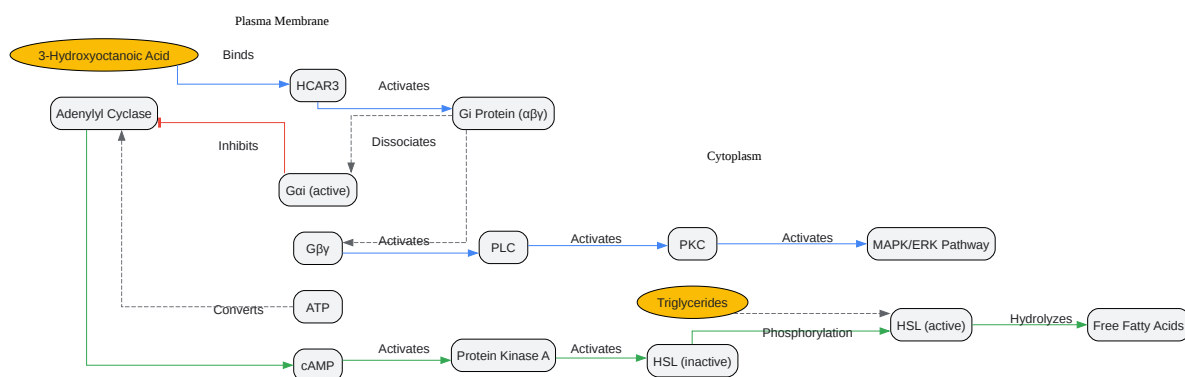 Plasma Membrane
3-Hydroxyoctanoic Acid
Binds
HCAR3
Activates
Adenylyl Cyclase
Gi Protein (αβγ)
Inhibits
Dissociates
Cytoplasm
Gαi (active)
Gβγ
Activates
PLC
Activates
PKC
Activates
MAPK/ERK Pathway
ATP
Converts
Triglycerides
HSL (active)
Hydrolyzes
Free Fatty Acids
Phosphorylation
cAMP
Activates
Protein Kinase A
Activates
HSL (inactive)